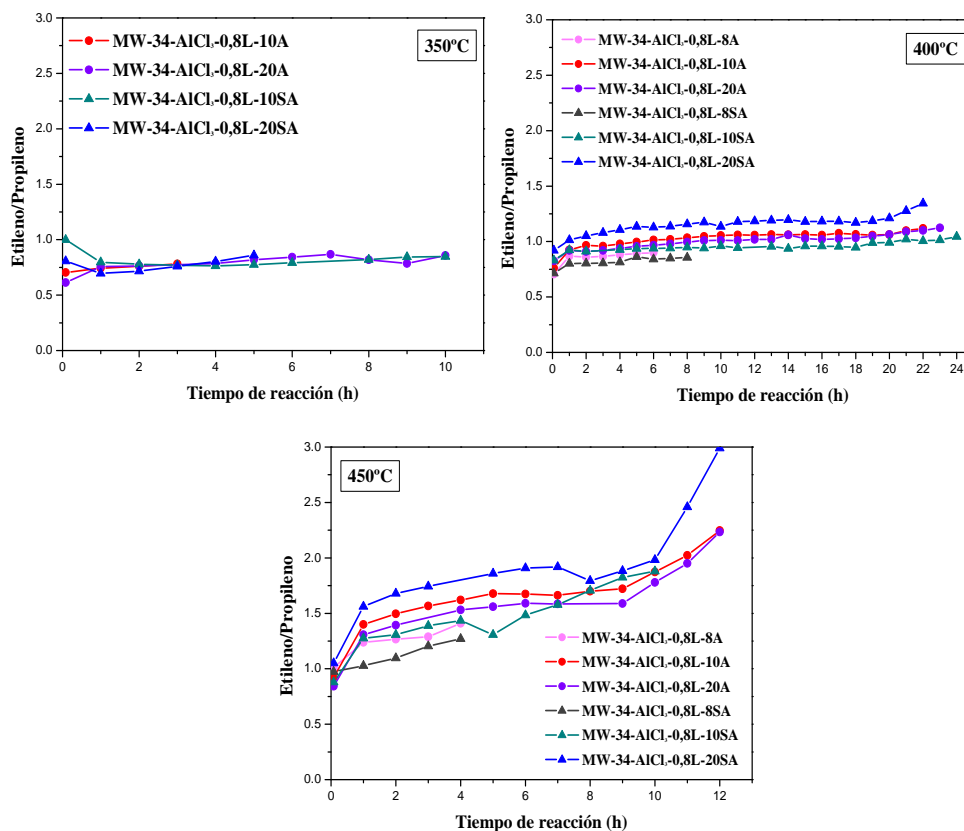 3.0
2.5
2.0
1.5
1.0
0.5
0.0
Etileno/Propileno
MW-34-AlCl₃-0,8L-10A
MW-34-AlCl₃-0,8L-20A
MW-34-AlCl₃-0,8L-10SA
MW-34-AlCl₃-0,8L-20SA
350ºC
0 2 4 6 8 10
Tiempo de reacción (h)
3.0
2.5
2.0
1.5
1.0
0.5
0.0
Etileno/Propileno
MW-34-AlCl₃-0,8L-8A
MW-34-AlCl₃-0,8L-10A
MW-34-AlCl₃-0,8L-20A
MW-34-AlCl₃-0,8L-8SA
MW-34-AlCl₃-0,8L-10SA
MW-34-AlCl₃-0,8L-20SA
400ºC
0 2 4 6 8 10 12 14 16 18 20 22 24
Tiempo de reacción (h)
3.0
2.5
2.0
1.5
1.0
0.5
0.0
Etileno/Propileno
450ºC
MW-34-AlCl₃-0,8L-8A
MW-34-AlCl₃-0,8L-10A
MW-34-AlCl₃-0,8L-20A
MW-34-AlCl₃-0,8L-8SA
MW-34-AlCl₃-0,8L-10SA
MW-34-AlCl₃-0,8L-20SA
0 2 4 6 8 10 12
Tiempo de reacción (h)